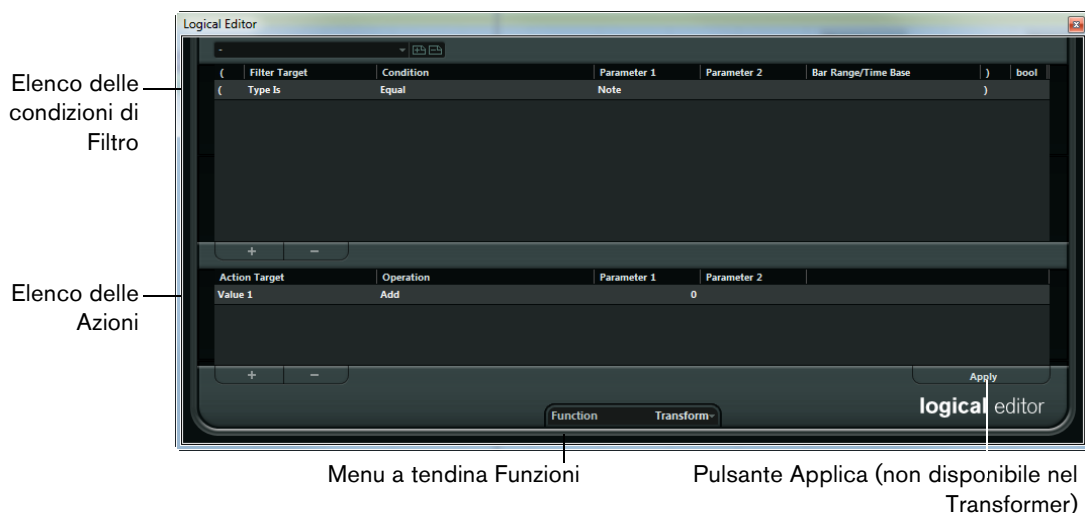 Logical Editor
-
( Filter Target Condition Parameter 1 Parameter 2 Bar Range/Time Base ) bool
( Type Is Equal Note )
Elenco delle
condizioni di
Filtro
+ −
Action Target Operation Parameter 1 Parameter 2
Value 1 Add 0
Elenco delle
Azioni
+ −
Apply
logical editor
Function Transform
Menu a tendina Funzioni
Pulsante Applica (non disponibile nel
Transformer)